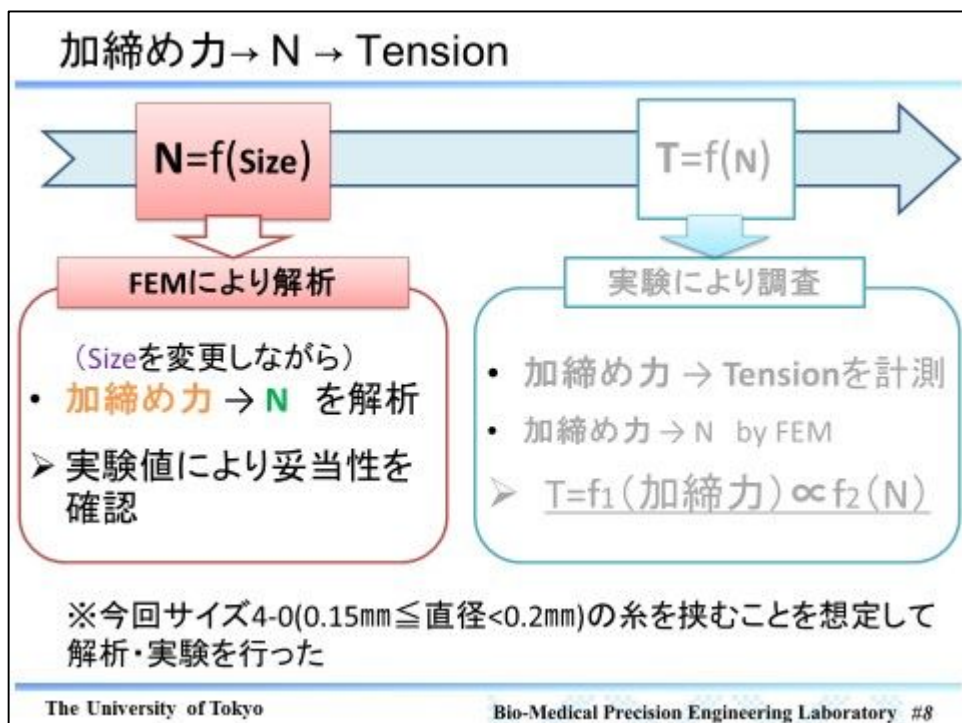 加締め力→ N → Tension
N=f(Size)
T=f(N)
FEMにより解析
(Sizeを変更しながら)
• 加締め力 → N を解析
➢ 実験値により妥当性を
確認
実験により調査
• 加締め力 → Tensionを計測
• 加締め力 → N by FEM
➢ T=f₁(加締力)∝f₂(N)
※今回サイズ4-0(0.15㎜≦直径<0.2㎜)の糸を挟むことを想定して
解析・実験を行った
The University of Tokyo
Bio-Medical Precision Engineering Laboratory #8